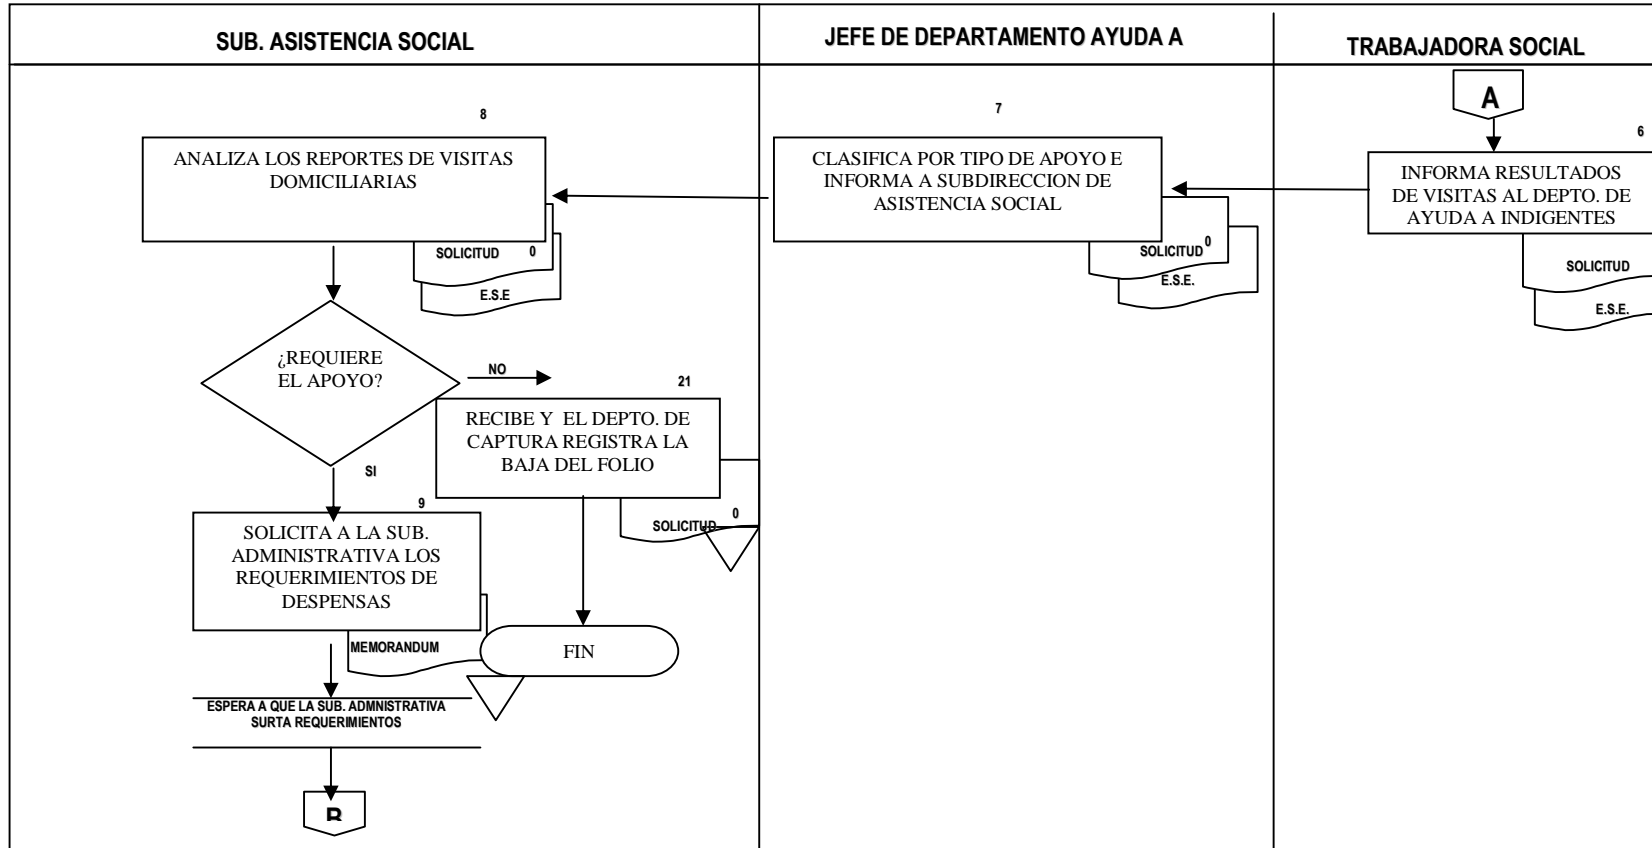 SUB. ASISTENCIA SOCIAL
JEFE DE DEPARTAMENTO AYUDA A
TRABAJADORA SOCIAL
A
6
INFORMA RESULTADOS
DE VISITAS AL DEPTO. DE
AYUDA A INDIGENTES
SOLICITUD
E.S.E.
7
CLASIFICA POR TIPO DE APOYO E
INFORMA A SUBDIRECCION DE
ASISTENCIA SOCIAL
SOLICITUD 0
E.S.E.
8
ANALIZA LOS REPORTES DE VISITAS
DOMICILIARIAS
SOLICITUD 0
E.S.E
¿REQUIERE
EL APOYO?
NO
21
RECIBE Y EL DEPTO. DE
CAPTURA REGISTRA LA
BAJA DEL FOLIO
SOLICITUD 0
FIN
SI
9
SOLICITA A LA SUB.
ADMINISTRATIVA LOS
REQUERIMIENTOS DE
DESPENSAS
MEMORANDUM
ESPERA A QUE LA SUB. ADMNISTRATIVA
SURTA REQUERIMIENTOS
B